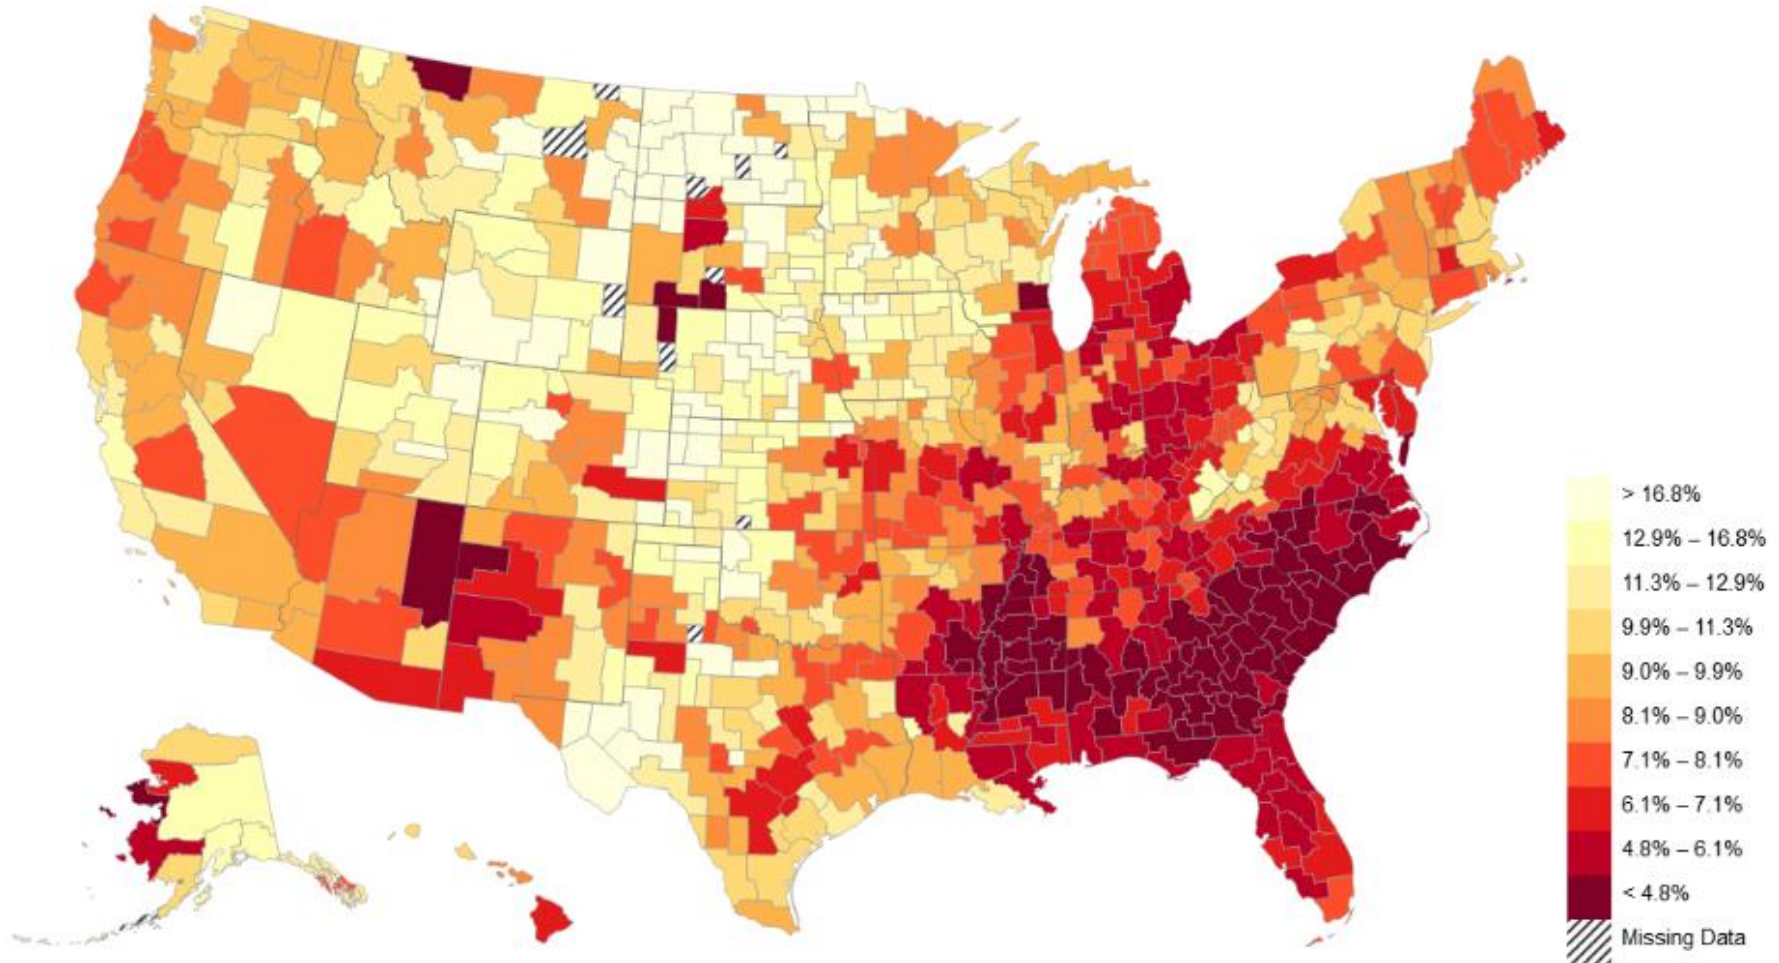 > 16.8%
12.9% – 16.8%
11.3% – 12.9%
9.9% – 11.3%
9.0% – 9.9%
8.1% – 9.0%
7.1% – 8.1%
6.1% – 7.1%
4.8% – 6.1%
< 4.8%
Missing Data